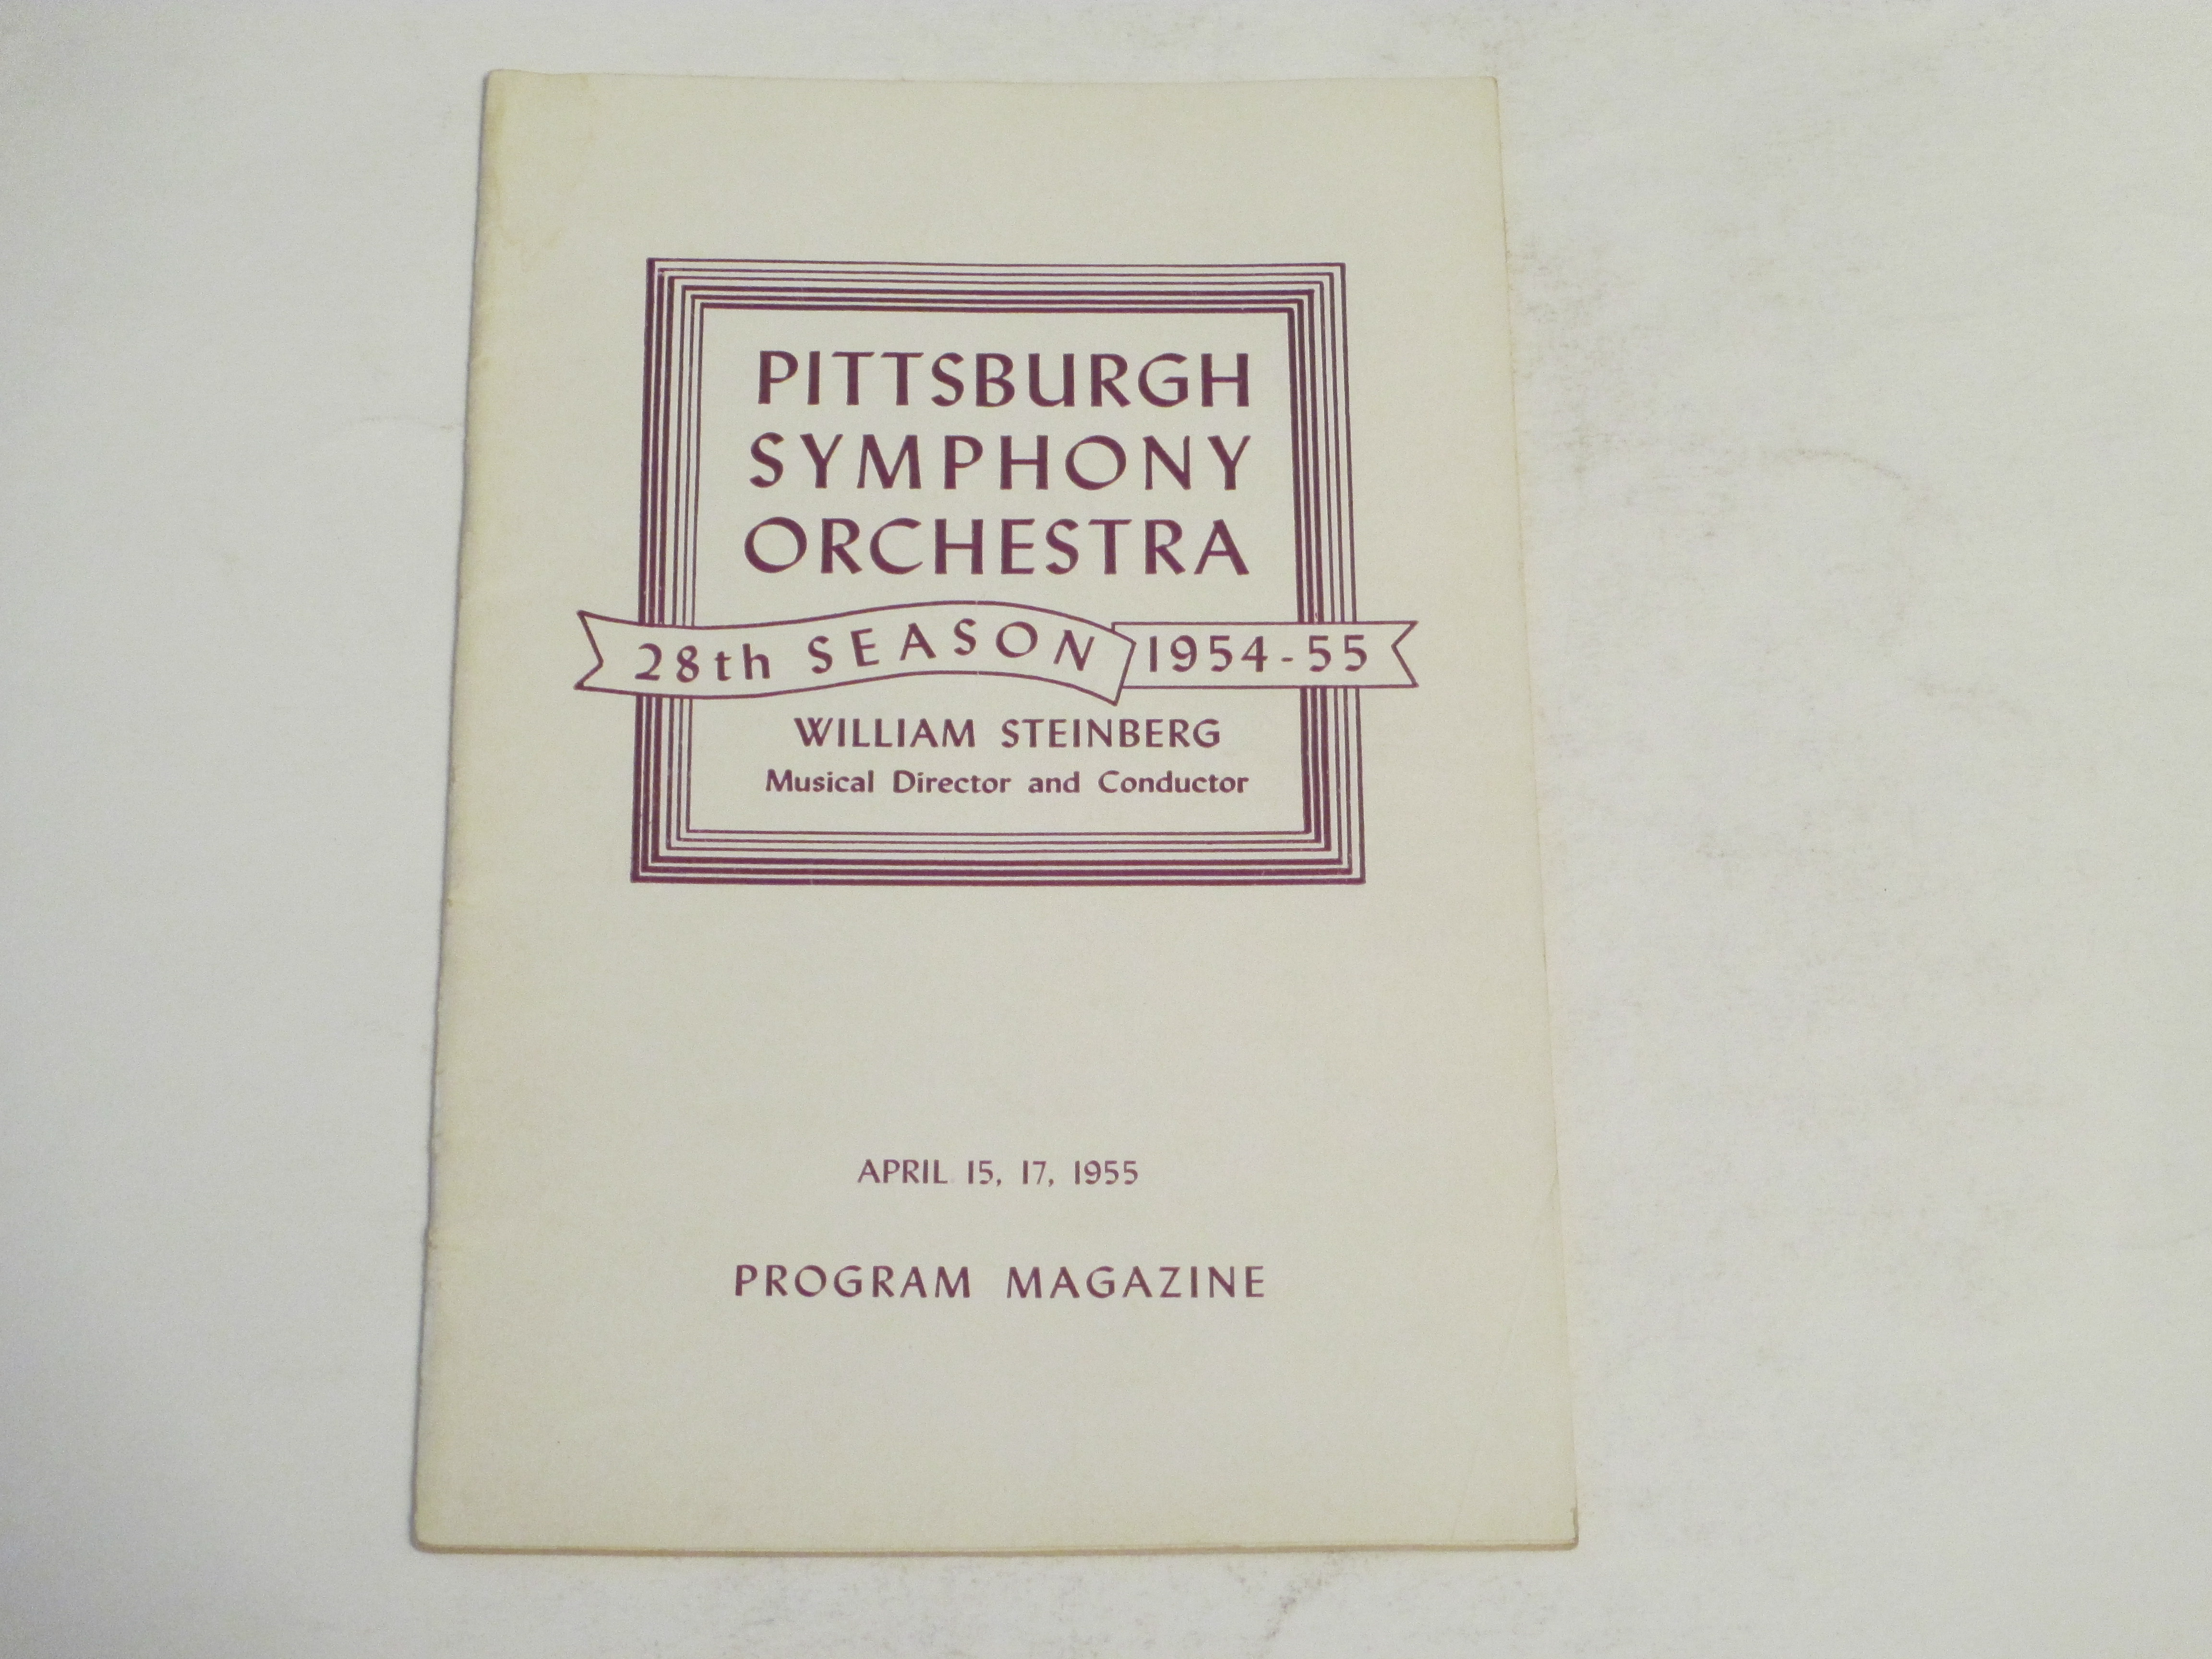 PITTSBURGH
SYMPHONY
ORCHESTRA
28th SEASON 1954-55
WILLIAM STEINBERG
Musical Director and Conductor
APRIL 15, 17, 1955
PROGRAM MAGAZINE